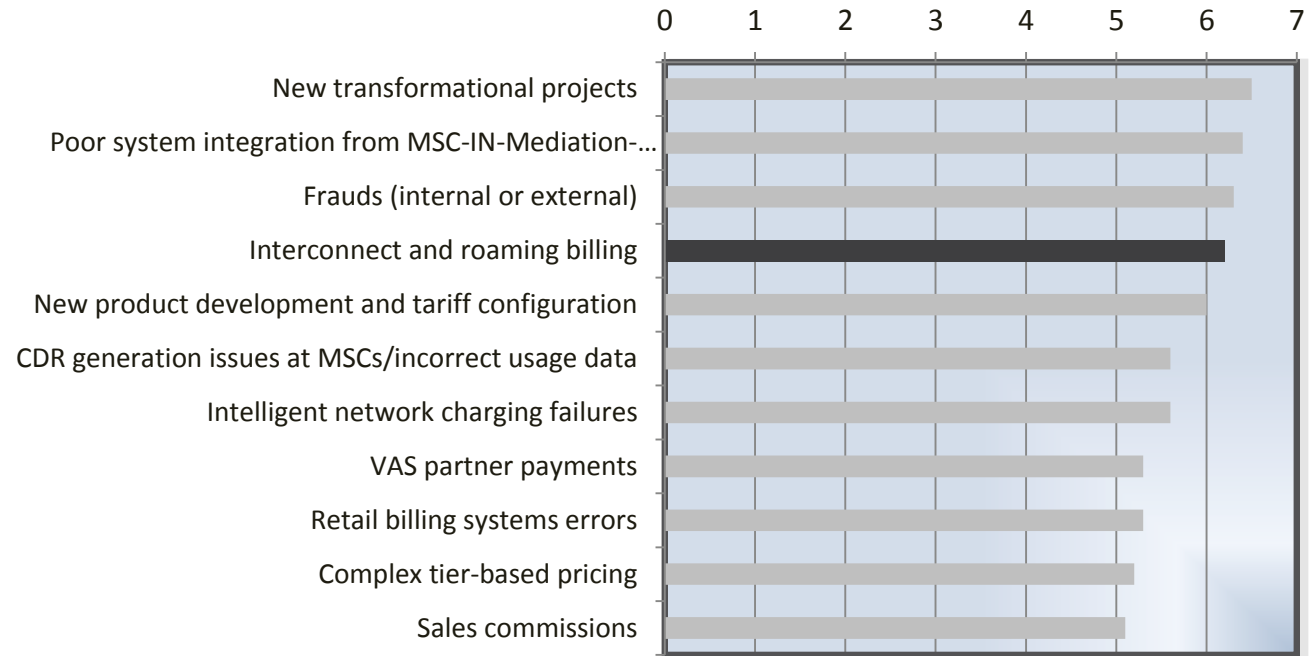 0 1 2 3 4 5 6 7
New transformational projects
Poor system integration from MSC-IN-Mediation-...
Frauds (internal or external)
Interconnect and roaming billing
New product development and tariff configuration
CDR generation issues at MSCs/incorrect usage data
Intelligent network charging failures
VAS partner payments
Retail billing systems errors
Complex tier-based pricing
Sales commissions